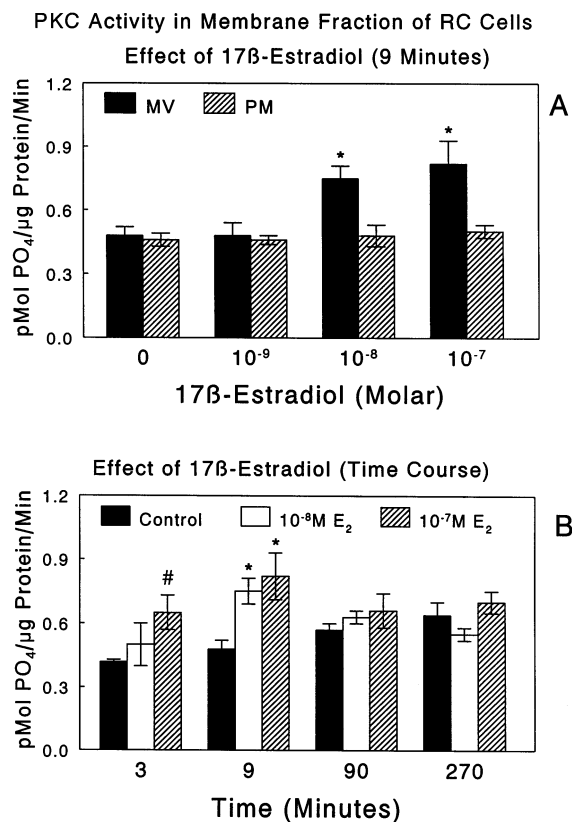 PKC Activity in Membrane Fraction of RC Cells
Effect of 17ß-Estradiol (9 Minutes)
A
MV PM
pMol PO4/µg Protein/Min
1.2
0.9
0.6
0.3
0.0
* *
0 10-9 10-8 10-7
17ß-Estradiol (Molar)
Effect of 17ß-Estradiol (Time Course)
B
Control 10-8M E2 10-7M E2
pMol PO4/µg Protein/Min
1.2
0.9
0.6
0.3
0.0
# * *
3 9 90 270
Time (Minutes)